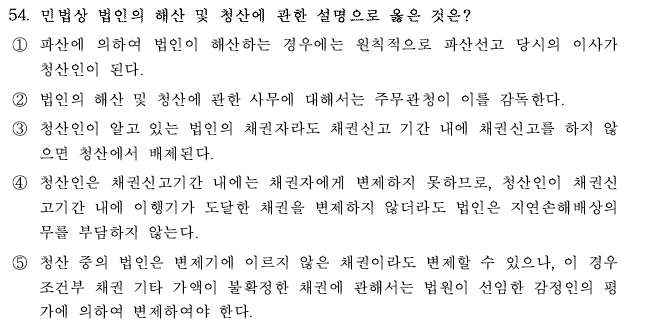 54. 민법상 법인의 해산 및 청산에 관한 설명으로 옳은 것은?
① 파산에 의하여 법인이 해산하는 경우에는 원칙적으로 파산선고 당시의 이사가
청산인이 된다.
② 법인의 해산 및 청산에 관한 사무에 대해서는 주무관청이 이를 감독한다.
③ 청산인이 알고 있는 법인의 채권자라도 채권신고 기간 내에 채권신고를 하지 않
으면 청산에서 배제된다.
④ 청산인은 채권신고기간 내에는 채권자에게 변제하지 못하므로, 청산인이 채권신
고기간 내에 이행기가 도달한 채권을 변제하지 않더라도 법인은 지연손해배상의
무를 부담하지 않는다.
⑤ 청산 중의 법인은 변제기에 이르지 않은 채권이라도 변제할 수 있으나, 이 경우
조건부 채권 기타 가액이 불확정한 채권에 관해서는 법원이 선임한 감정인의 평
가에 의하여 변제하여야 한다.